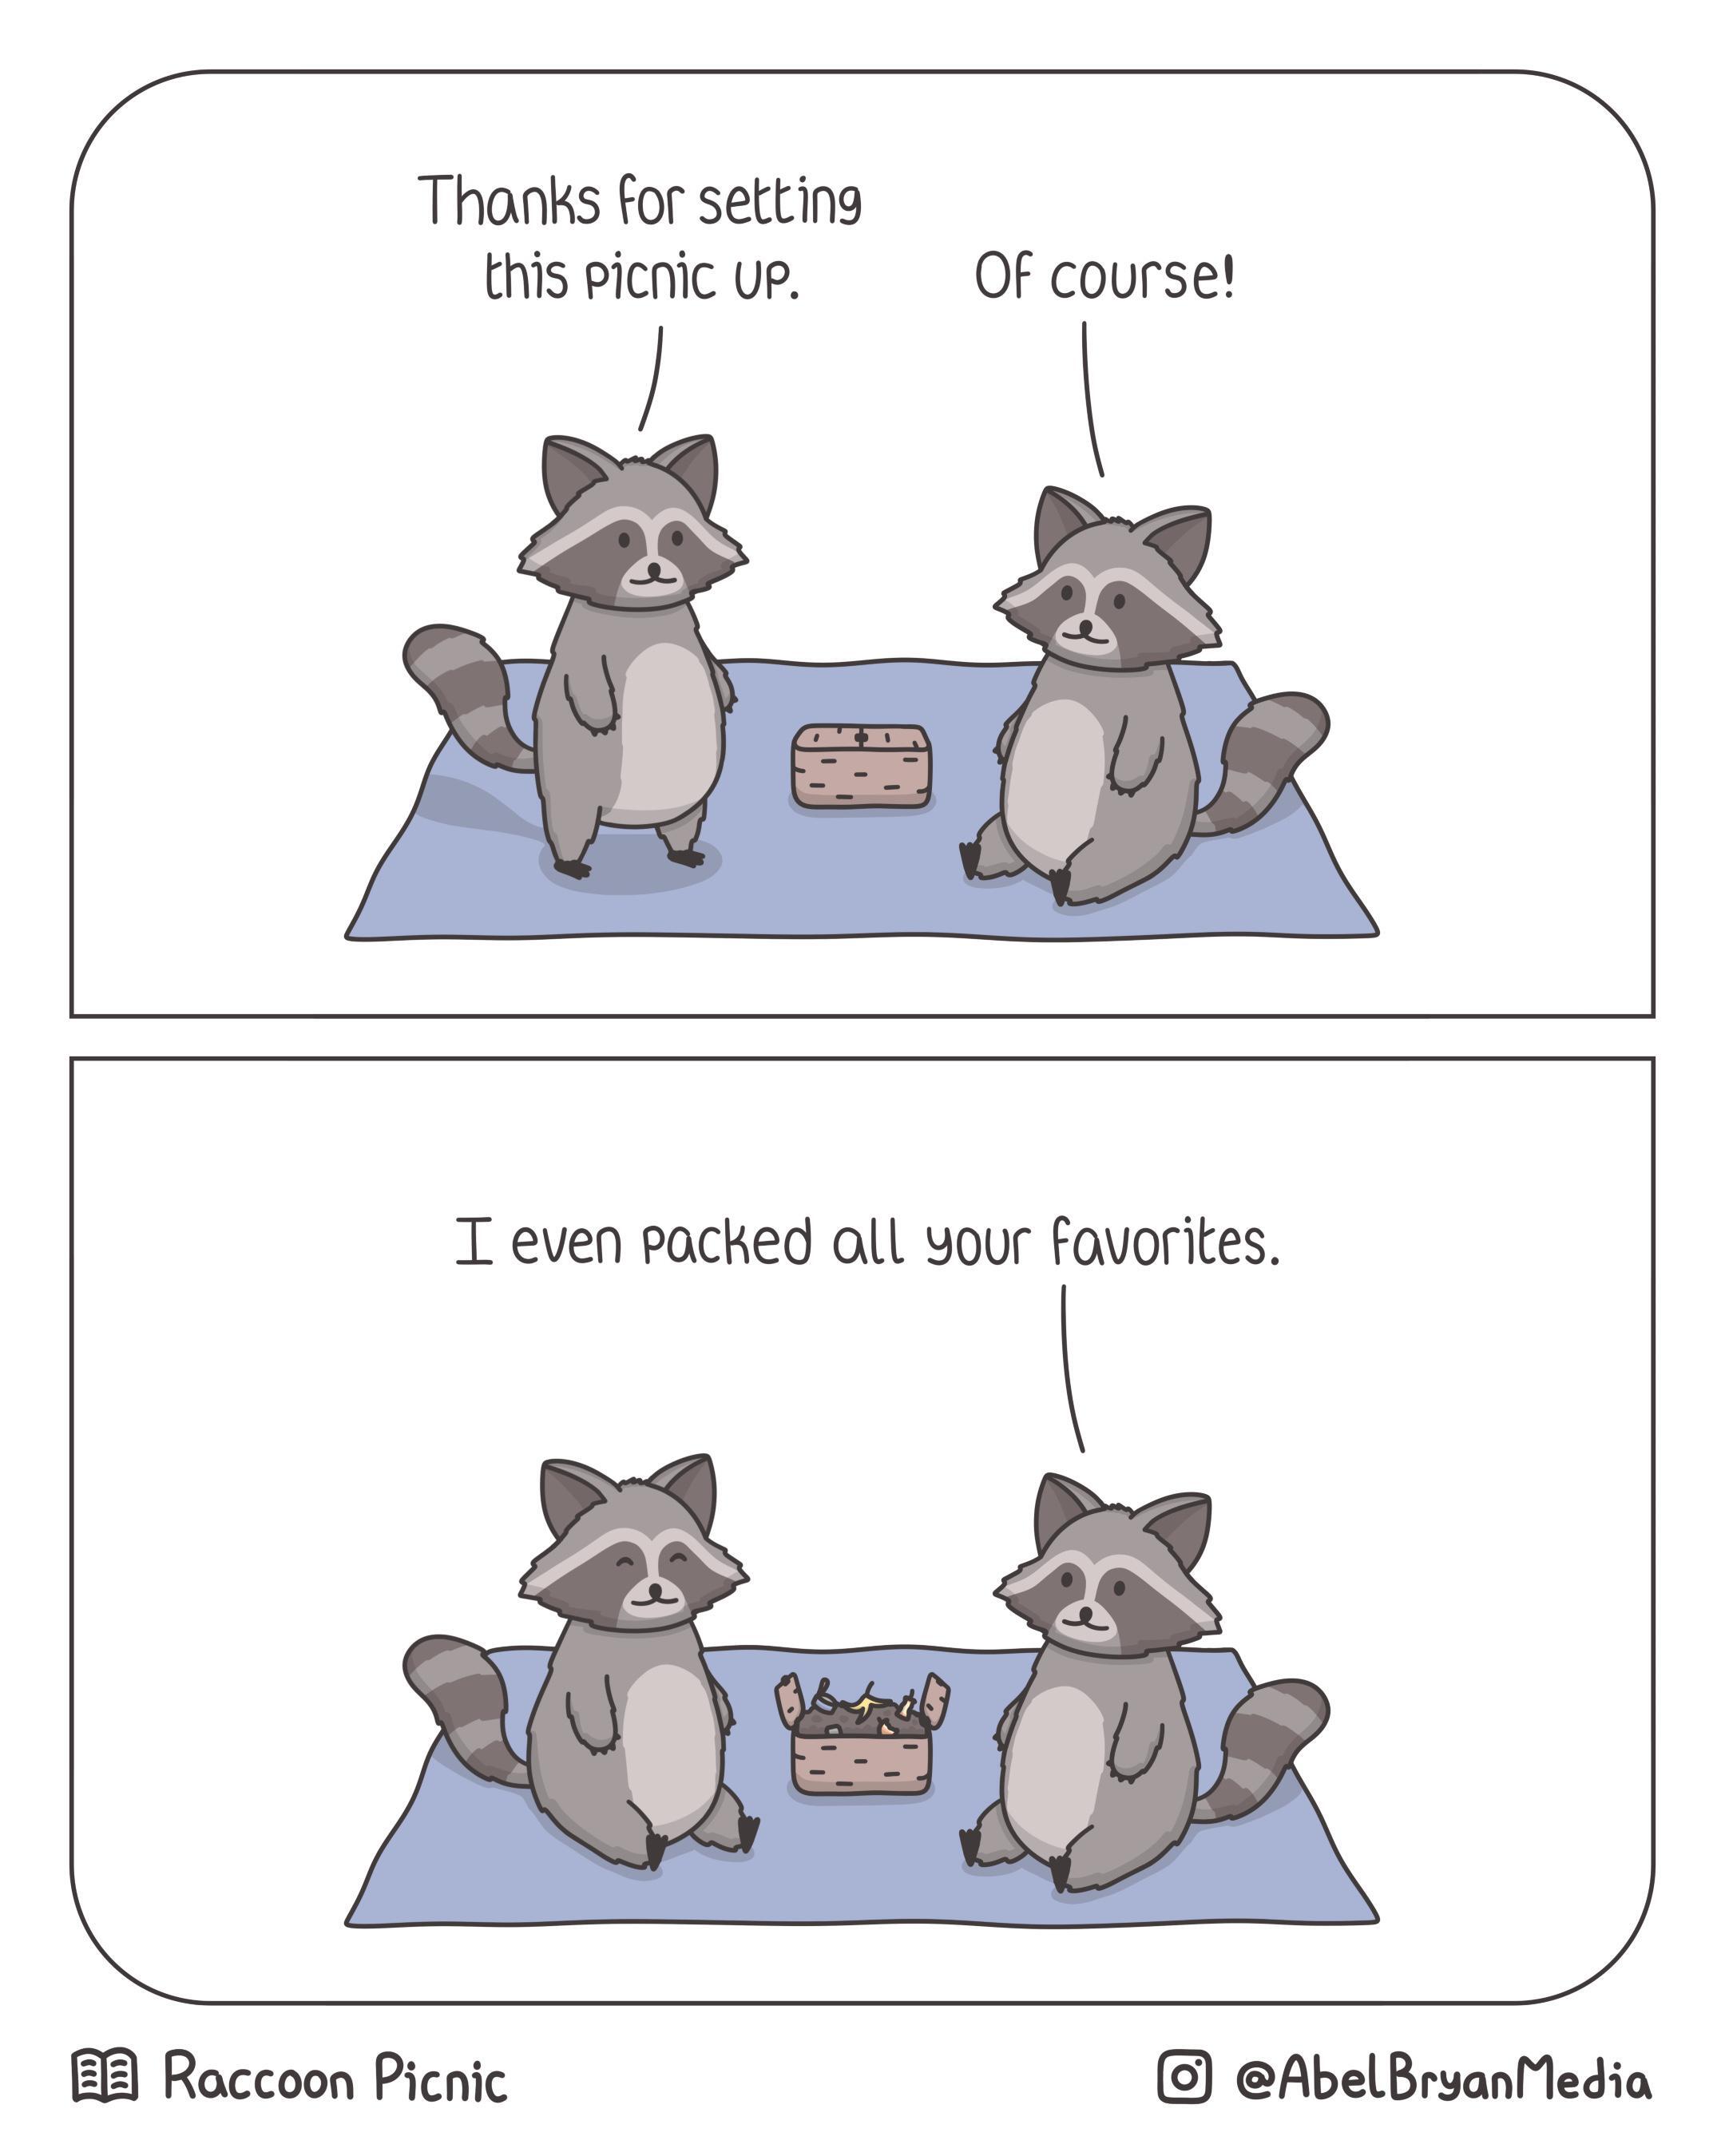 Thanks for setting
this picnic up.
Of course!
I even packed all your favorites.
Raccoon Picnic
@AbelBryanMedia